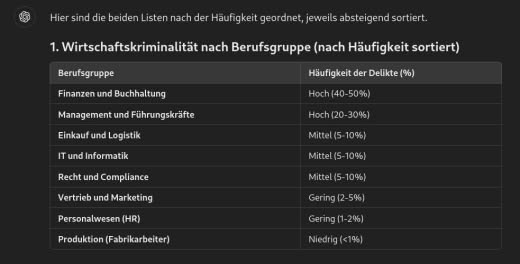 Hier sind die beiden Listen nach der Häufigkeit geordnet, jeweils absteigend sortiert.
1. Wirtschaftskriminalität nach Berufsgruppe (nach Häufigkeit sortiert)
Berufsgruppe Häufigkeit der Delikte (%)
Finanzen und Buchhaltung Hoch (40-50%)
Management und Führungskräfte Hoch (20-30%)
Einkauf und Logistik Mittel (5-10%)
IT und Informatik Mittel (5-10%)
Recht und Compliance Mittel (5-10%)
Vertrieb und Marketing Gering (2-5%)
Personalwesen (HR) Gering (1-2%)
Produktion (Fabrikarbeiter) Niedrig (<1%)